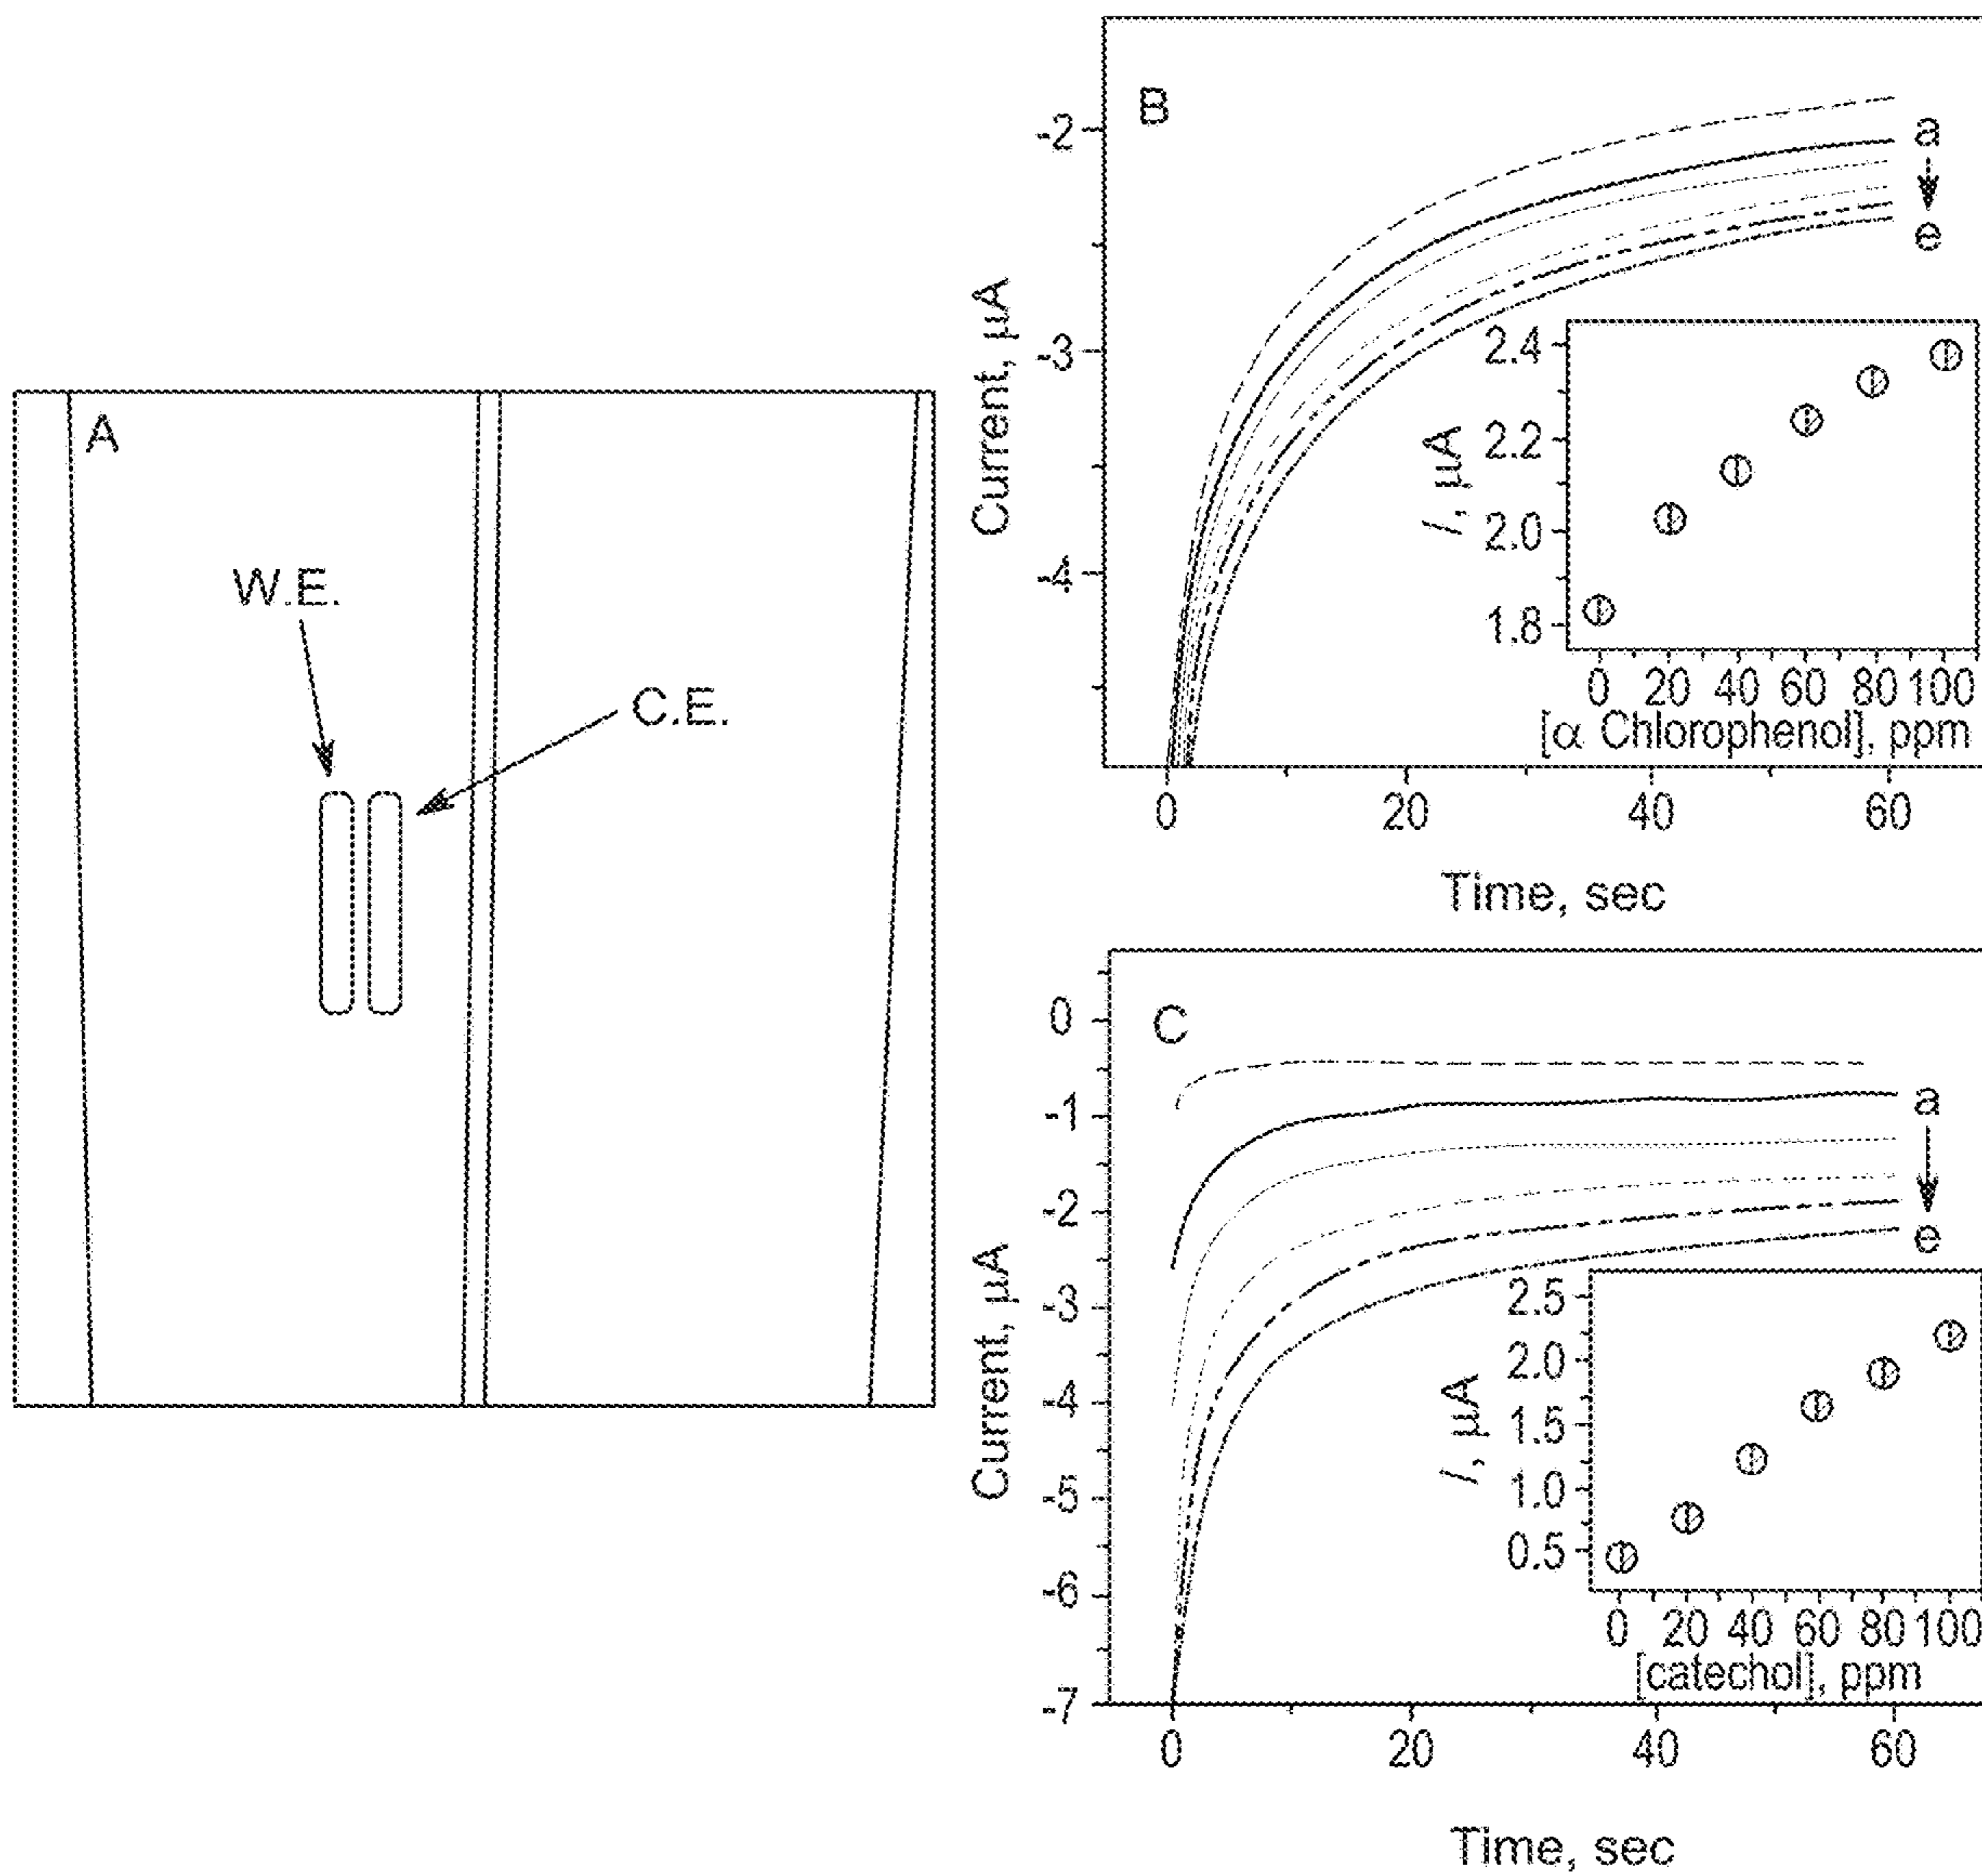 A
W.E.
C.E.
B
Current, µA
-2
-3
-4
a
e
I, µA
2.4
2.2
2.0
1.8
0 20 40 60 80 100
[α Chlorophenol], ppm
0 20 40 60
Time, sec
C
Current, µA
0
-1
-2
-3
-4
-5
-6
-7
a
e
I, µA
2.5
2.0
1.5
1.0
0.5
0 20 40 60 80 100
[catechol], ppm
0 20 40 60
Time, sec